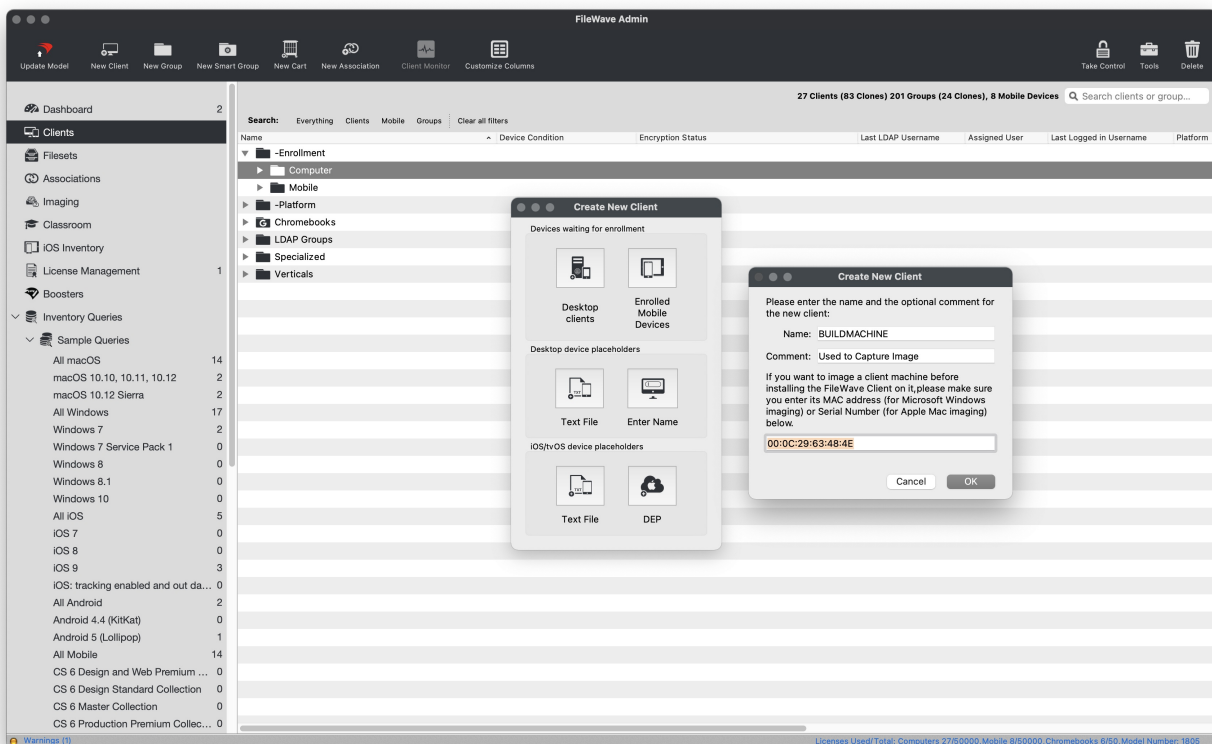 FileWave Admin
Update Model New Client New Group New Smart Group New Cart New Association Client Monitor Customize Columns Take Control Tools Delete
27 Clients (83 Clones) 201 Groups (24 Clones), 8 Mobile Devices Search clients or group...
Search: Everything Clients Mobile Groups Clear all filters
Name Device Condition Encryption Status Last LDAP Username Assigned User Last Logged in Username Platform
Dashboard 2
Clients
Filesets
Associations
Imaging
Classroom
iOS Inventory
License Management 1
Boosters
Inventory Queries
Sample Queries
All macOS 14
macOS 10.10, 10.11, 10.12 2
macOS 10.12 Sierra 2
All Windows 17
Windows 7 2
Windows 7 Service Pack 1 0
Windows 8 0
Windows 8.1 0
Windows 10 0
All iOS 5
iOS 7 0
iOS 8 0
iOS 9 3
iOS: tracking enabled and out da... 0
All Android 2
Android 4.4 (KitKat) 0
Android 5 (Lollipop) 1
All Mobile 14
CS 6 Design and Web Premium ... 0
CS 6 Design Standard Collection 0
CS 6 Master Collection 0
CS 6 Production Premium Collec... 0
-Enrollment
Computer
Mobile
-Platform
Chromebooks
LDAP Groups
Specialized
Verticals
Create New Client
Devices waiting for enrollment
Desktop
clients
Enrolled
Mobile
Devices
Desktop device placeholders
TXT
Text File Enter Name
iOS/tvOS device placeholders
TXT
Text File DEP
Create New Client
Please enter the name and the optional comment for
the new client:
Name: BUILDMACHINE
Comment: Used to Capture Image
If you want to image a client machine before
installing the FileWave Client on it,please make sure
you enter its MAC address (for Microsoft Windows
imaging) or Serial Number (for Apple Mac imaging)
below.
00:0C:29:63:48:4E
Cancel OK
Warnings (1) Licenses Used/Total: Computers 27/50000,Mobile 8/50000,Chromebooks 6/50,Model Number: 1805